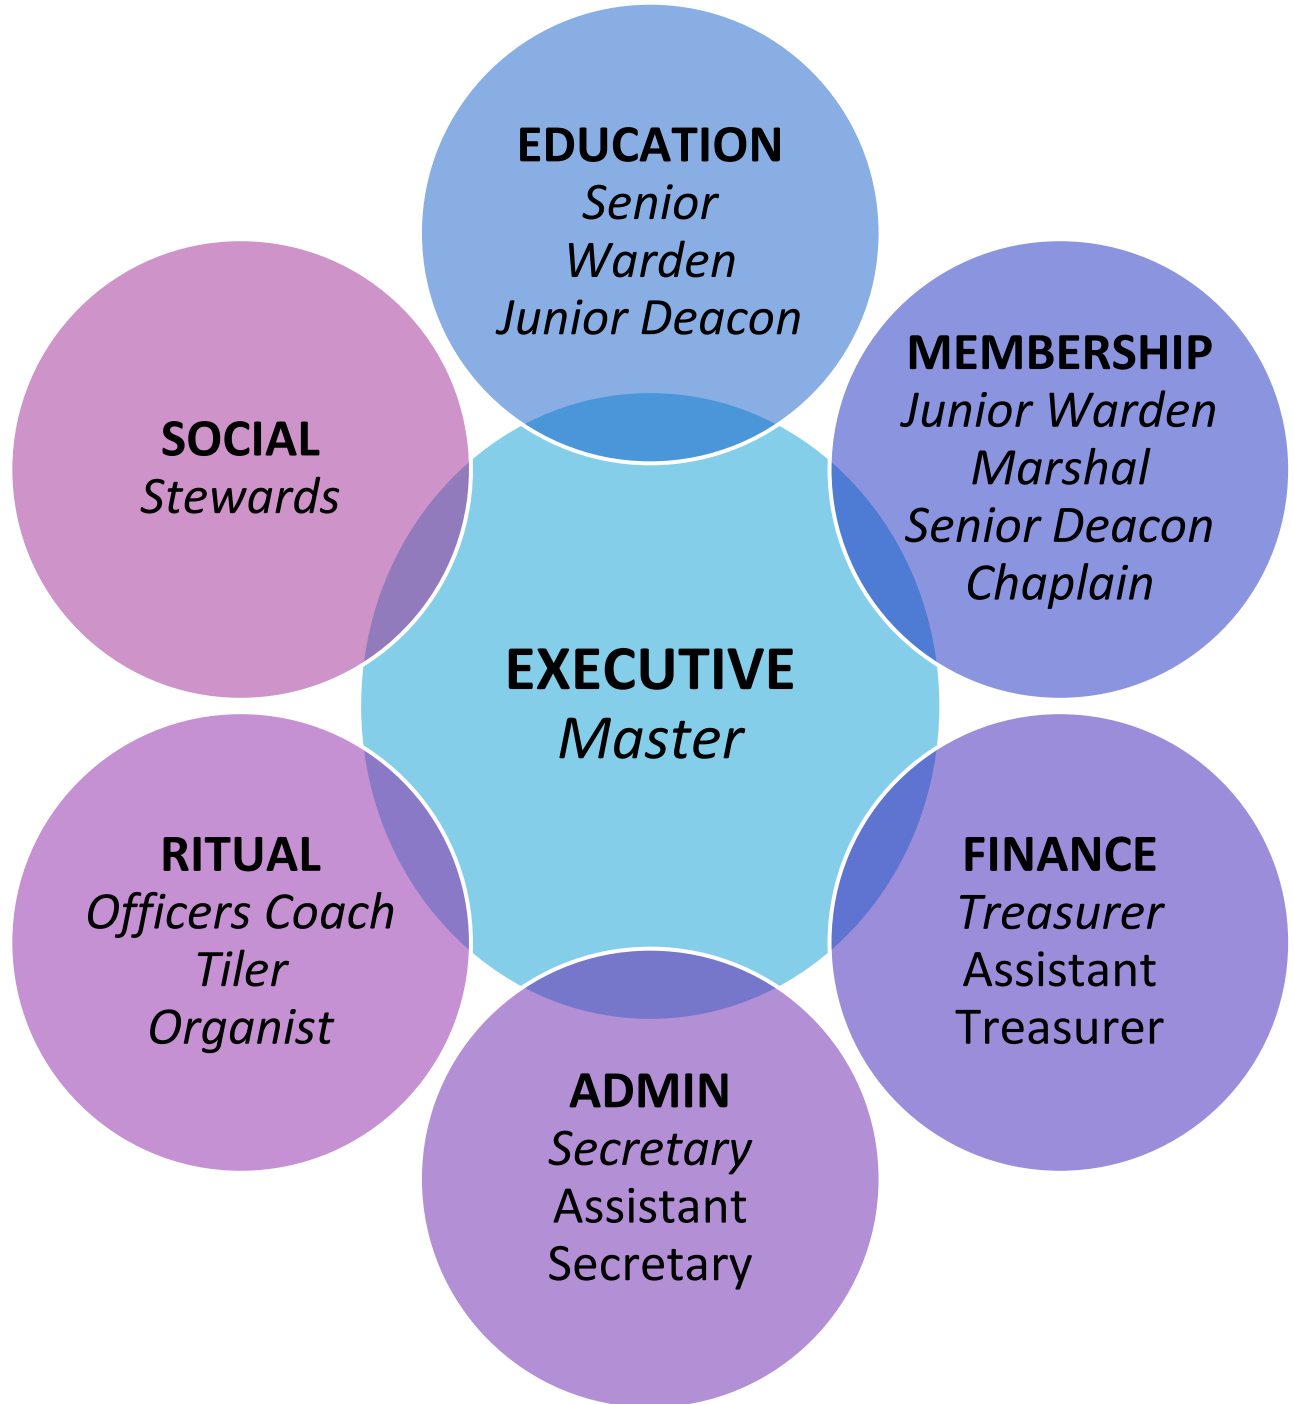 EDUCATION
Senior
Warden
Junior Deacon
MEMBERSHIP
Junior Warden
Marshal
Senior Deacon
Chaplain
SOCIAL
Stewards
EXECUTIVE
Master
RITUAL
Officers Coach
Tiler
Organist
FINANCE
Treasurer
Assistant
Treasurer
ADMIN
Secretary
Assistant
Secretary